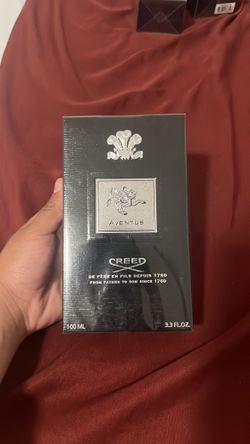 AVENTUS
CREED
DE PÈRE EN FILS DEPUIS 1760
FROM FATHER TO SON SINCE 1760
100 ML 3.3 FL.OZ.